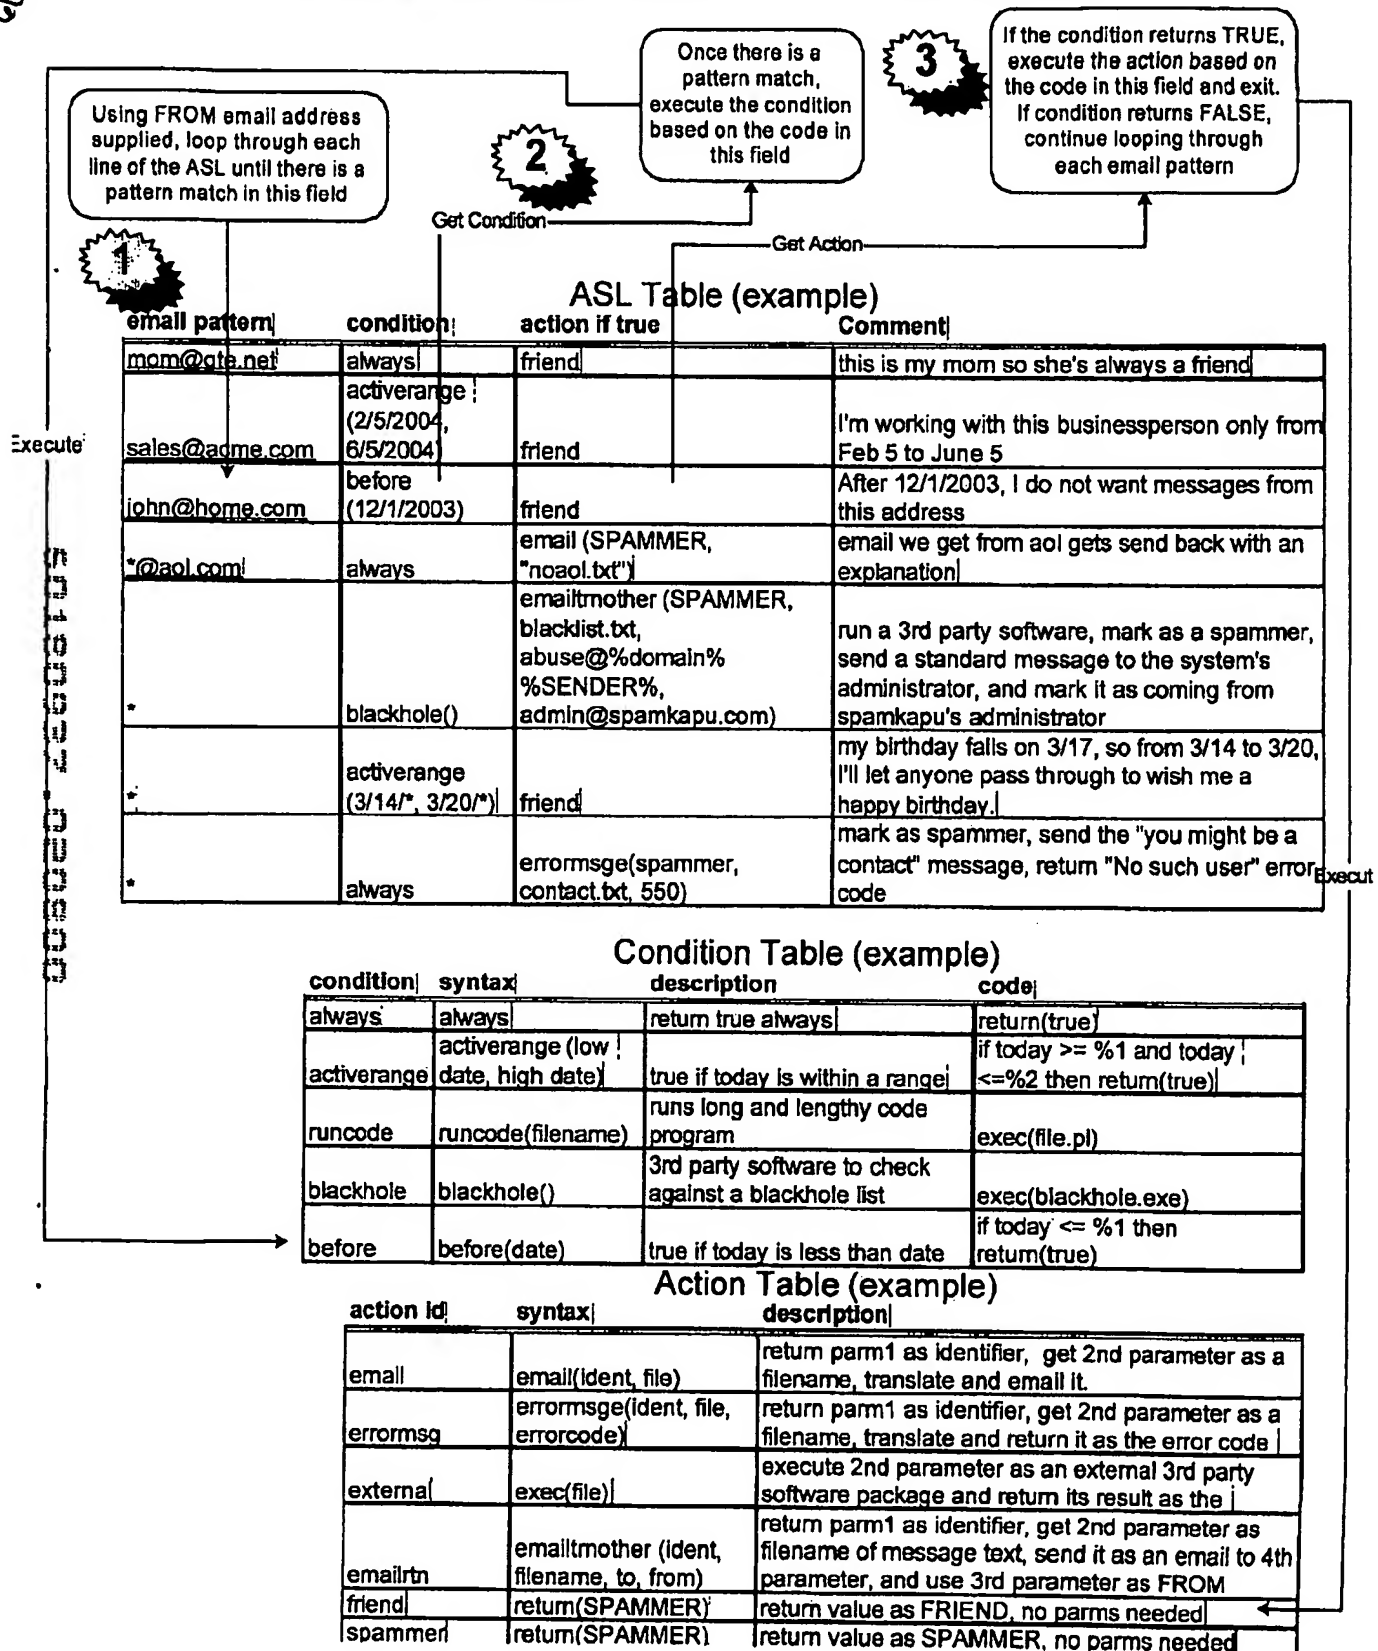 Using FROM email address
supplied, loop through each
line of the ASL until there is a
pattern match in this field
1
Once there is a
pattern match,
execute the condition
based on the code in
this field
2
If the condition returns TRUE,
execute the action based on
the code in this field and exit.
If condition returns FALSE,
continue looping through
each email pattern
3
Get Condition
Get Action
Execute
ASL Table (example)
email pattern condition action if true Comment
mom@gte.net always friend this is my mom so she's always a friend
sales@acme.com
activerange
(2/5/2004,
6/5/2004)
friend
I'm working with this businessperson only from
Feb 5 to June 5
john@home.com
before
(12/1/2003)
friend
After 12/1/2003, I do not want messages from
this address
*@aol.com
always
email (SPAMMER,
"noaol.txt")
email we get from aol gets send back with an
explanation
*
blackhole()
emailtrnother (SPAMMER,
blacklist.txt,
abuse@%domain%
%SENDER%,
admin@spamkapu.com)
run a 3rd party software, mark as a spammer,
send a standard message to the system's
administrator, and mark it as coming from
spamkapu's administrator
*
activerange
(3/14/*, 3/20/*)
friend
my birthday falls on 3/17, so from 3/14 to 3/20,
I'll let anyone pass through to wish me a
happy birthday.
*
always
errormsge(spammer,
contact.txt, 550)
mark as spammer, send the "you might be a
contact" message, return "No such user" error
code
Execut
Condition Table (example)
condition syntax description code
always always return true always return(true)
activerange
activerange (low
date, high date)
true if today is within a range
if today >= %1 and today
<=%2 then return(true)
runcode
runcode(filename)
runs long and lengthy code
program
exec(file.pl)
blackhole
blackhole()
3rd party software to check
against a blackhole list
exec(blackhole.exe)
before
before(date)
true if today is less than date
if today <= %1 then
return(true)
Action Table (example)
action id syntax description
email
email(ident, file)
return parm1 as identifier, get 2nd parameter as a
filename, translate and email it.
errormsg
errormsge(ident, file,
errorcode)
return parm1 as identifier, get 2nd parameter as a
filename, translate and return it as the error code
external
exec(file)
execute 2nd parameter as an external 3rd party
software package and return its result as the
emailrtn
emailtrnother (ident,
filename, to, from)
return parm1 as identifier, get 2nd parameter as
filename of message text, send it as an email to 4th
parameter, and use 3rd parameter as FROM
friend return(SPAMMER) return value as FRIEND, no parms needed
spammer return(SPAMMER) return value as SPAMMER, no parms needed